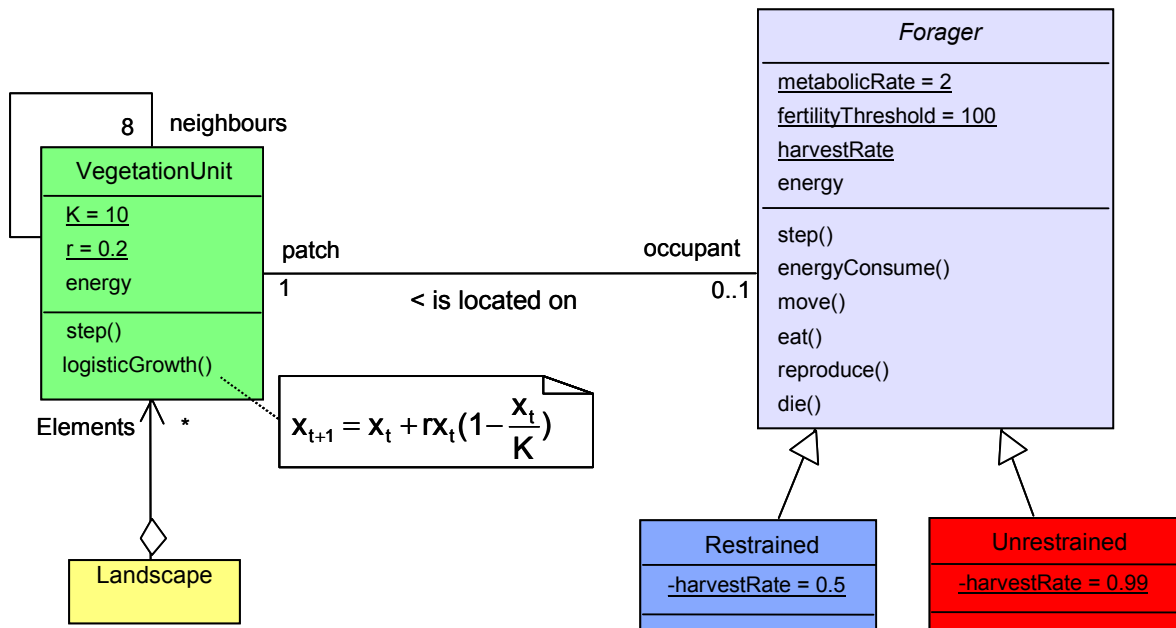 8
neighbours
VegetationUnit
K = 10
r = 0.2
energy
step()
logisticGrowth()
patch
1
< is located on
occupant
0..1
Forager
metabolicRate = 2
fertilityThreshold = 100
harvestRate
energy
step()
energyConsume()
move()
eat()
reproduce()
die()
x_{t+1} = x_t + rx_t(1 - \frac{x_t}{K})
Elements
*
Landscape
Restrained
-harvestRate = 0.5
Unrestrained
-harvestRate = 0.99